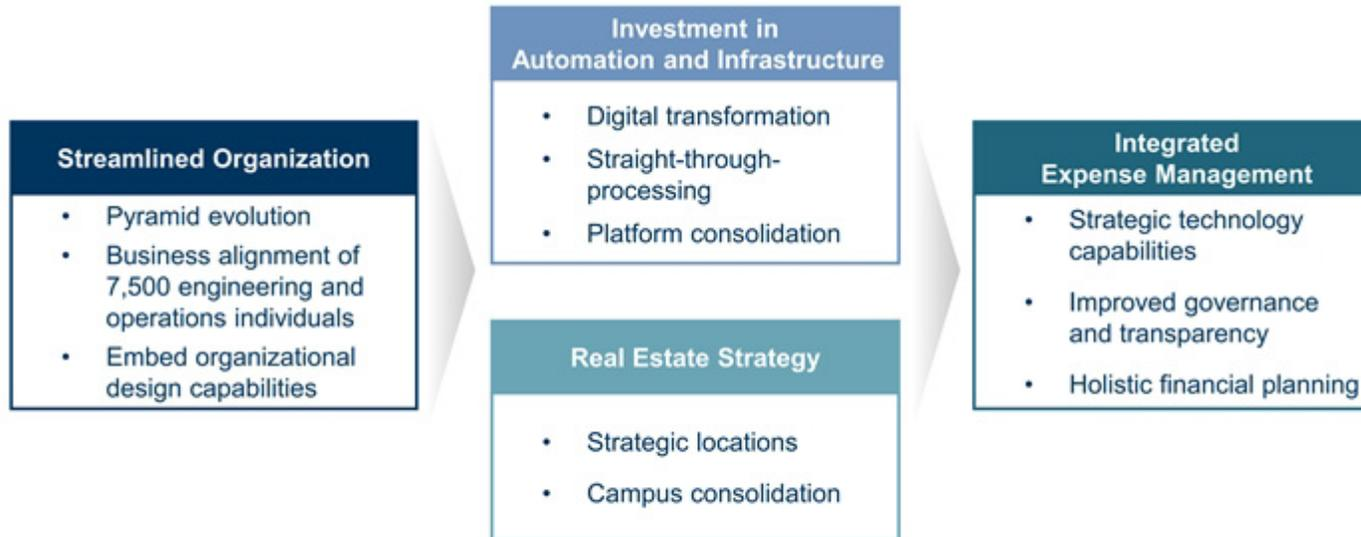 Streamlined Organization
• Pyramid evolution
• Business alignment of
7,500 engineering and
operations individuals
• Embed organizational
design capabilities
Investment in
Automation and Infrastructure
• Digital transformation
• Straight-through-
processing
• Platform consolidation
Real Estate Strategy
• Strategic locations
• Campus consolidation
Integrated
Expense Management
• Strategic technology
capabilities
• Improved governance
and transparency
• Holistic financial planning